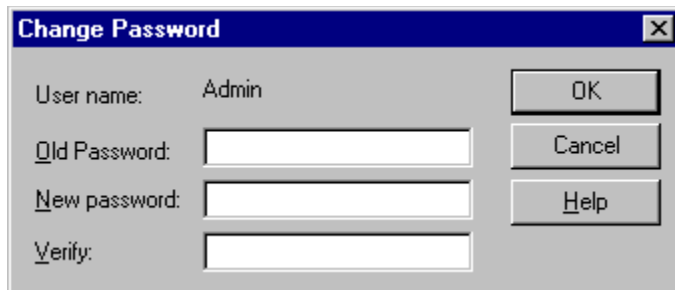 Change Password
User name: Admin
OK
Old Password:
Cancel
New password:
Help
Verify: